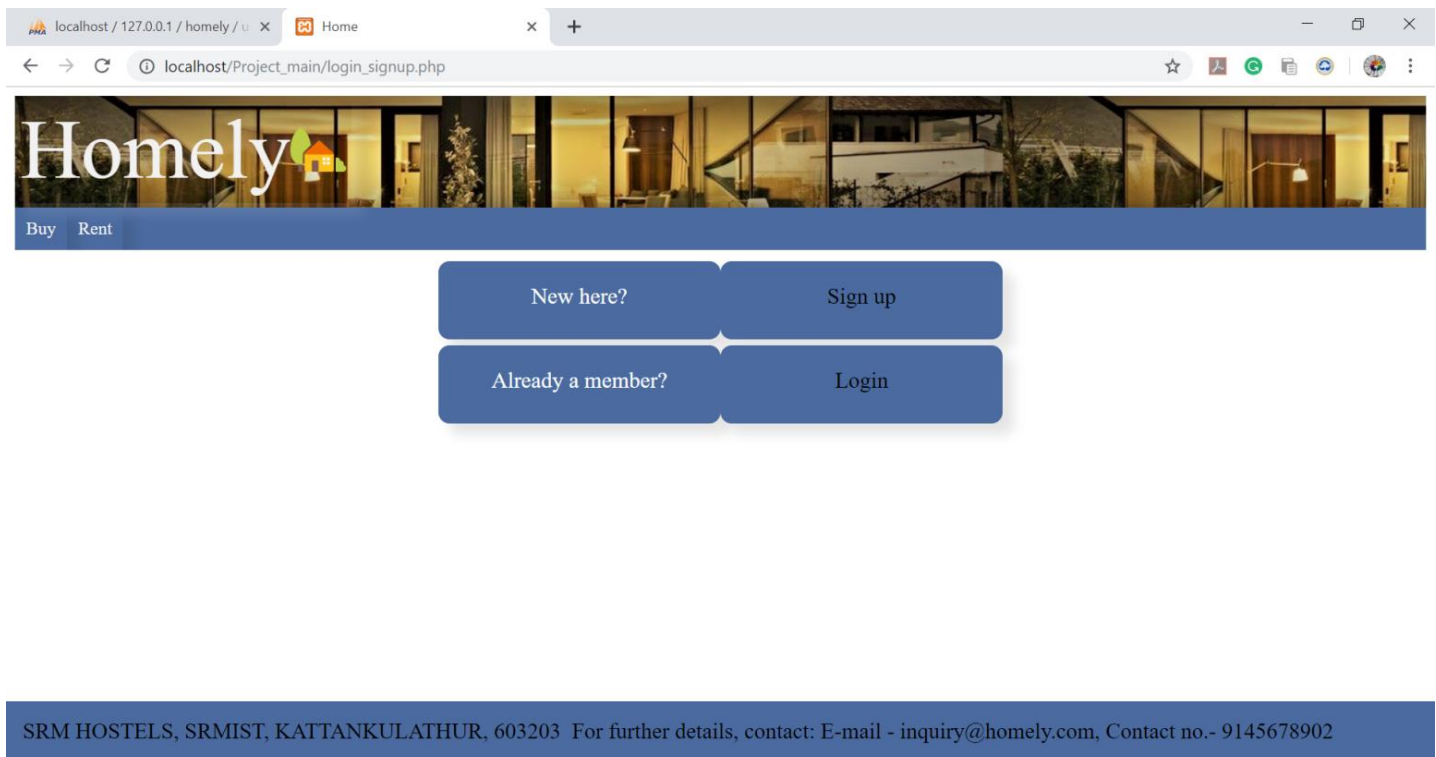 localhost / 127.0.0.1 / homely / u
Home
localhost/Project_main/login_signup.php
Homely
Buy Rent
New here? Sign up
Already a member? Login
SRM HOSTELS, SRMIST, KATTANKULATHUR, 603203 For further details, contact: E-mail - inquiry@homely.com, Contact no.- 9145678902